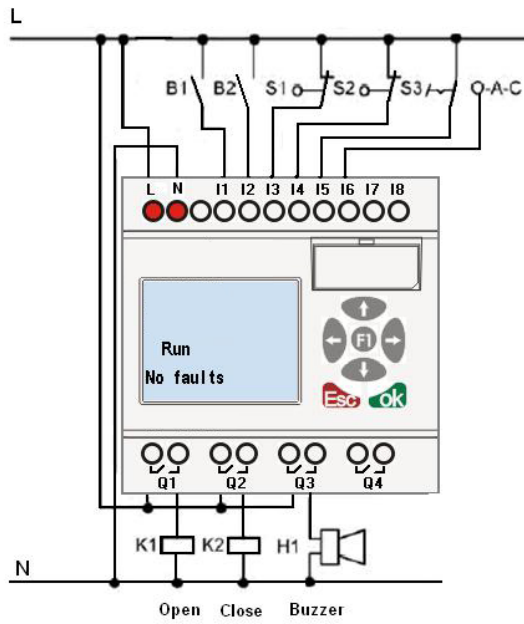 L
B1 B2 S1 S2 S3 O-A-C
L N I1 I2 I3 I4 I5 I6 I7 I8
Run
No faults
F1
Esc ok
Q1 Q2 Q3 Q4
K1 K2 H1
N
Open Close Buzzer